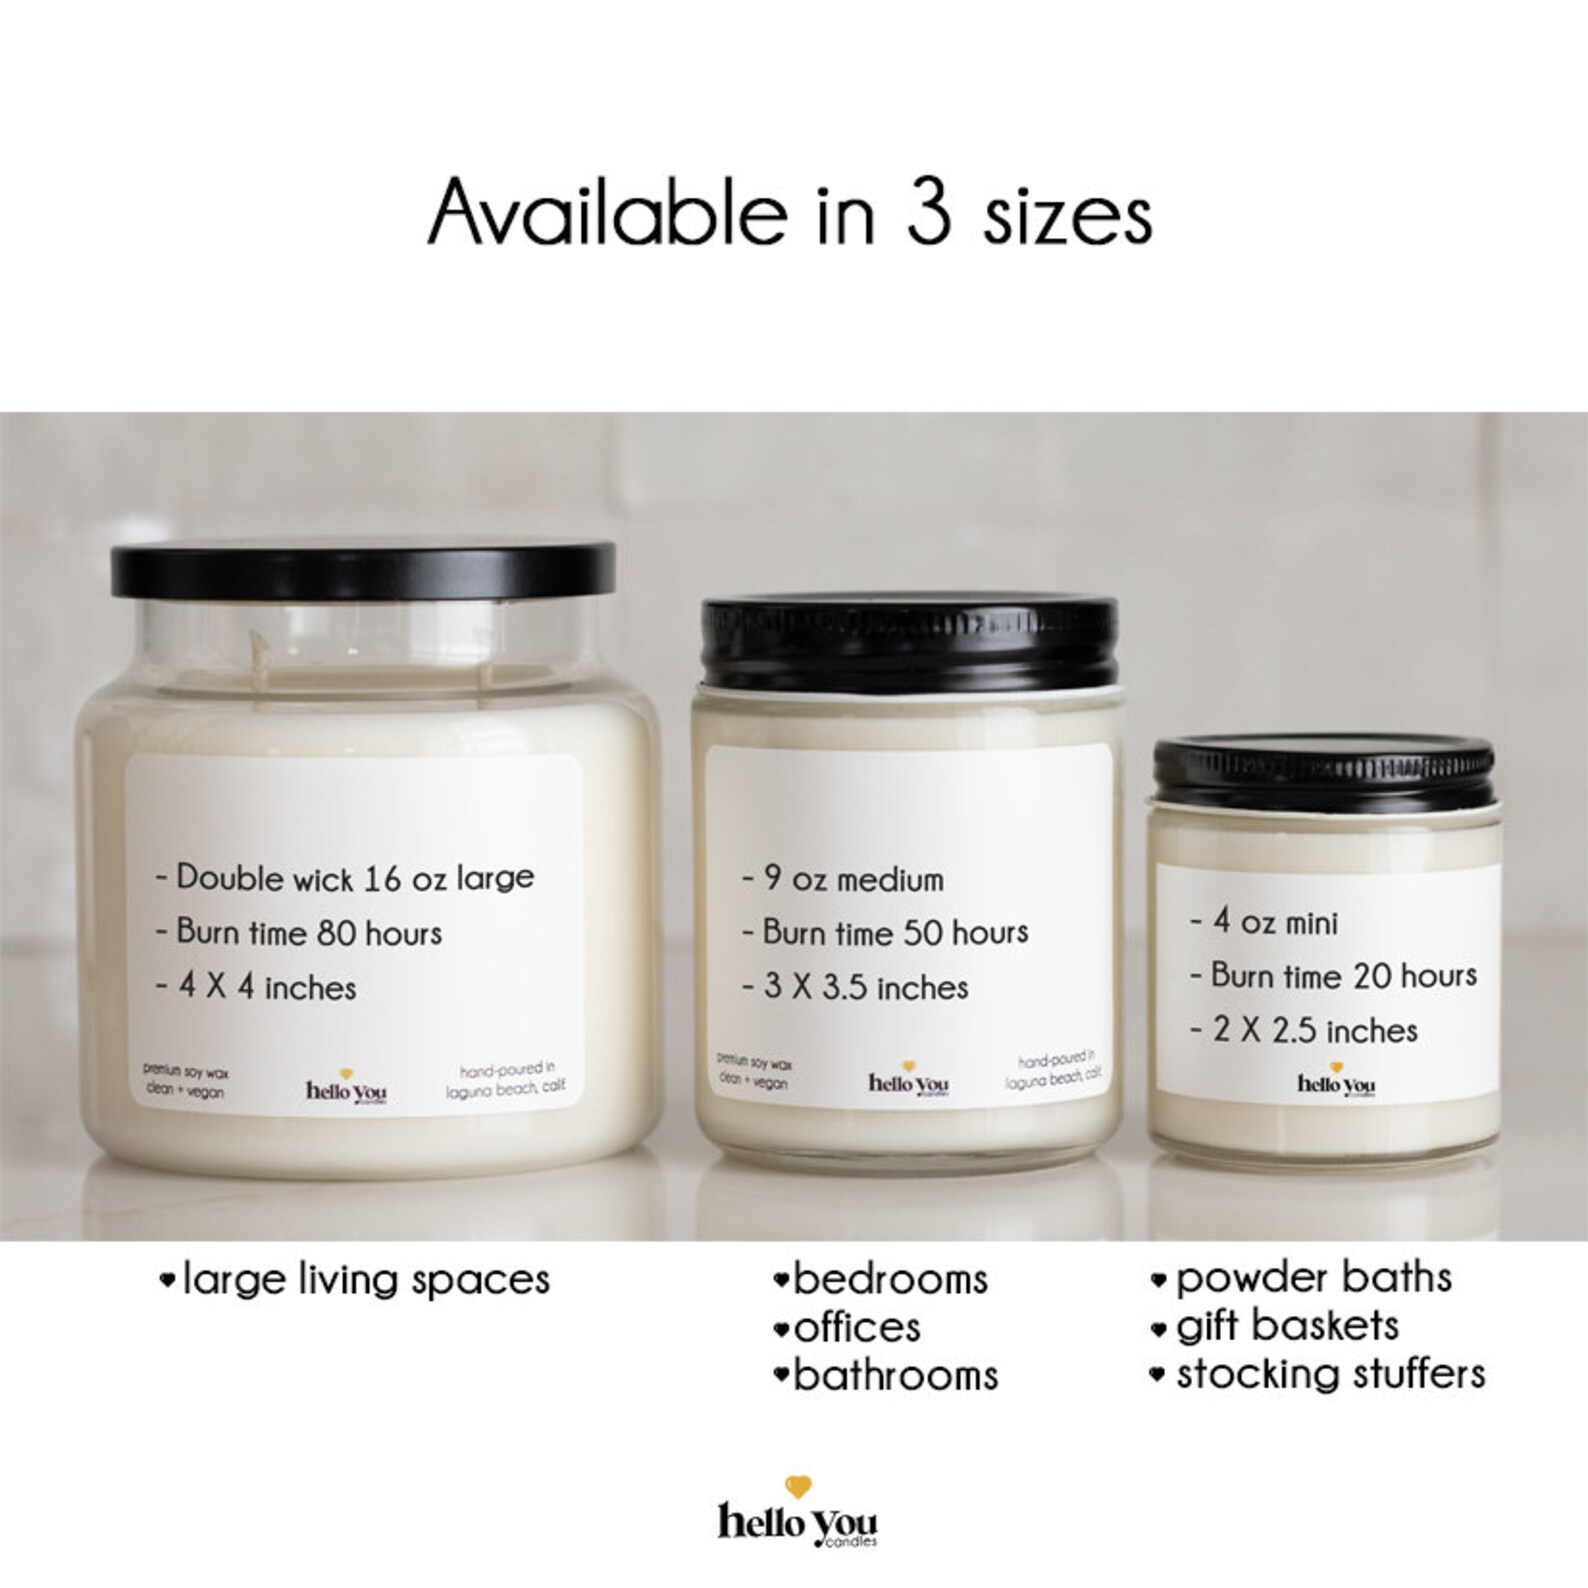 Available in 3 sizes
- Double wick 16 oz large
- Burn time 80 hours
- 4 X 4 inches
premium soy wax
clean + vegan
hello you
candles
hand-poured in
laguna beach, calif.
- 9 oz medium
- Burn time 50 hours
- 3 X 3.5 inches
premium soy wax
clean + vegan
hello you
candles
hand-poured in
laguna beach, calif.
- 4 oz mini
- Burn time 20 hours
- 2 X 2.5 inches
hello you
candles
♥large living spaces
♥bedrooms
♥offices
♥bathrooms
♥ powder baths
♥ gift baskets
♥ stocking stuffers
hello you
candles